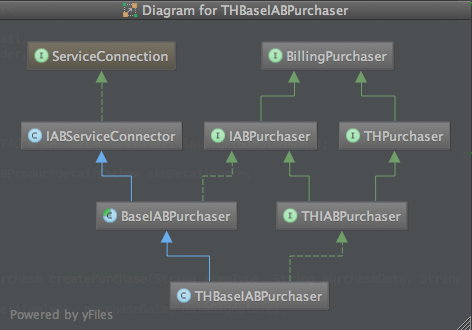 Diagram for THBaseIABPurchaser
I ServiceConnection
I BillingPurchaser
C IABServiceConnector
I IABPurchaser
I THPurchaser
C BaseIABPurchaser
I THIABPurchaser
C THBaseIABPurchaser
Powered by yFiles